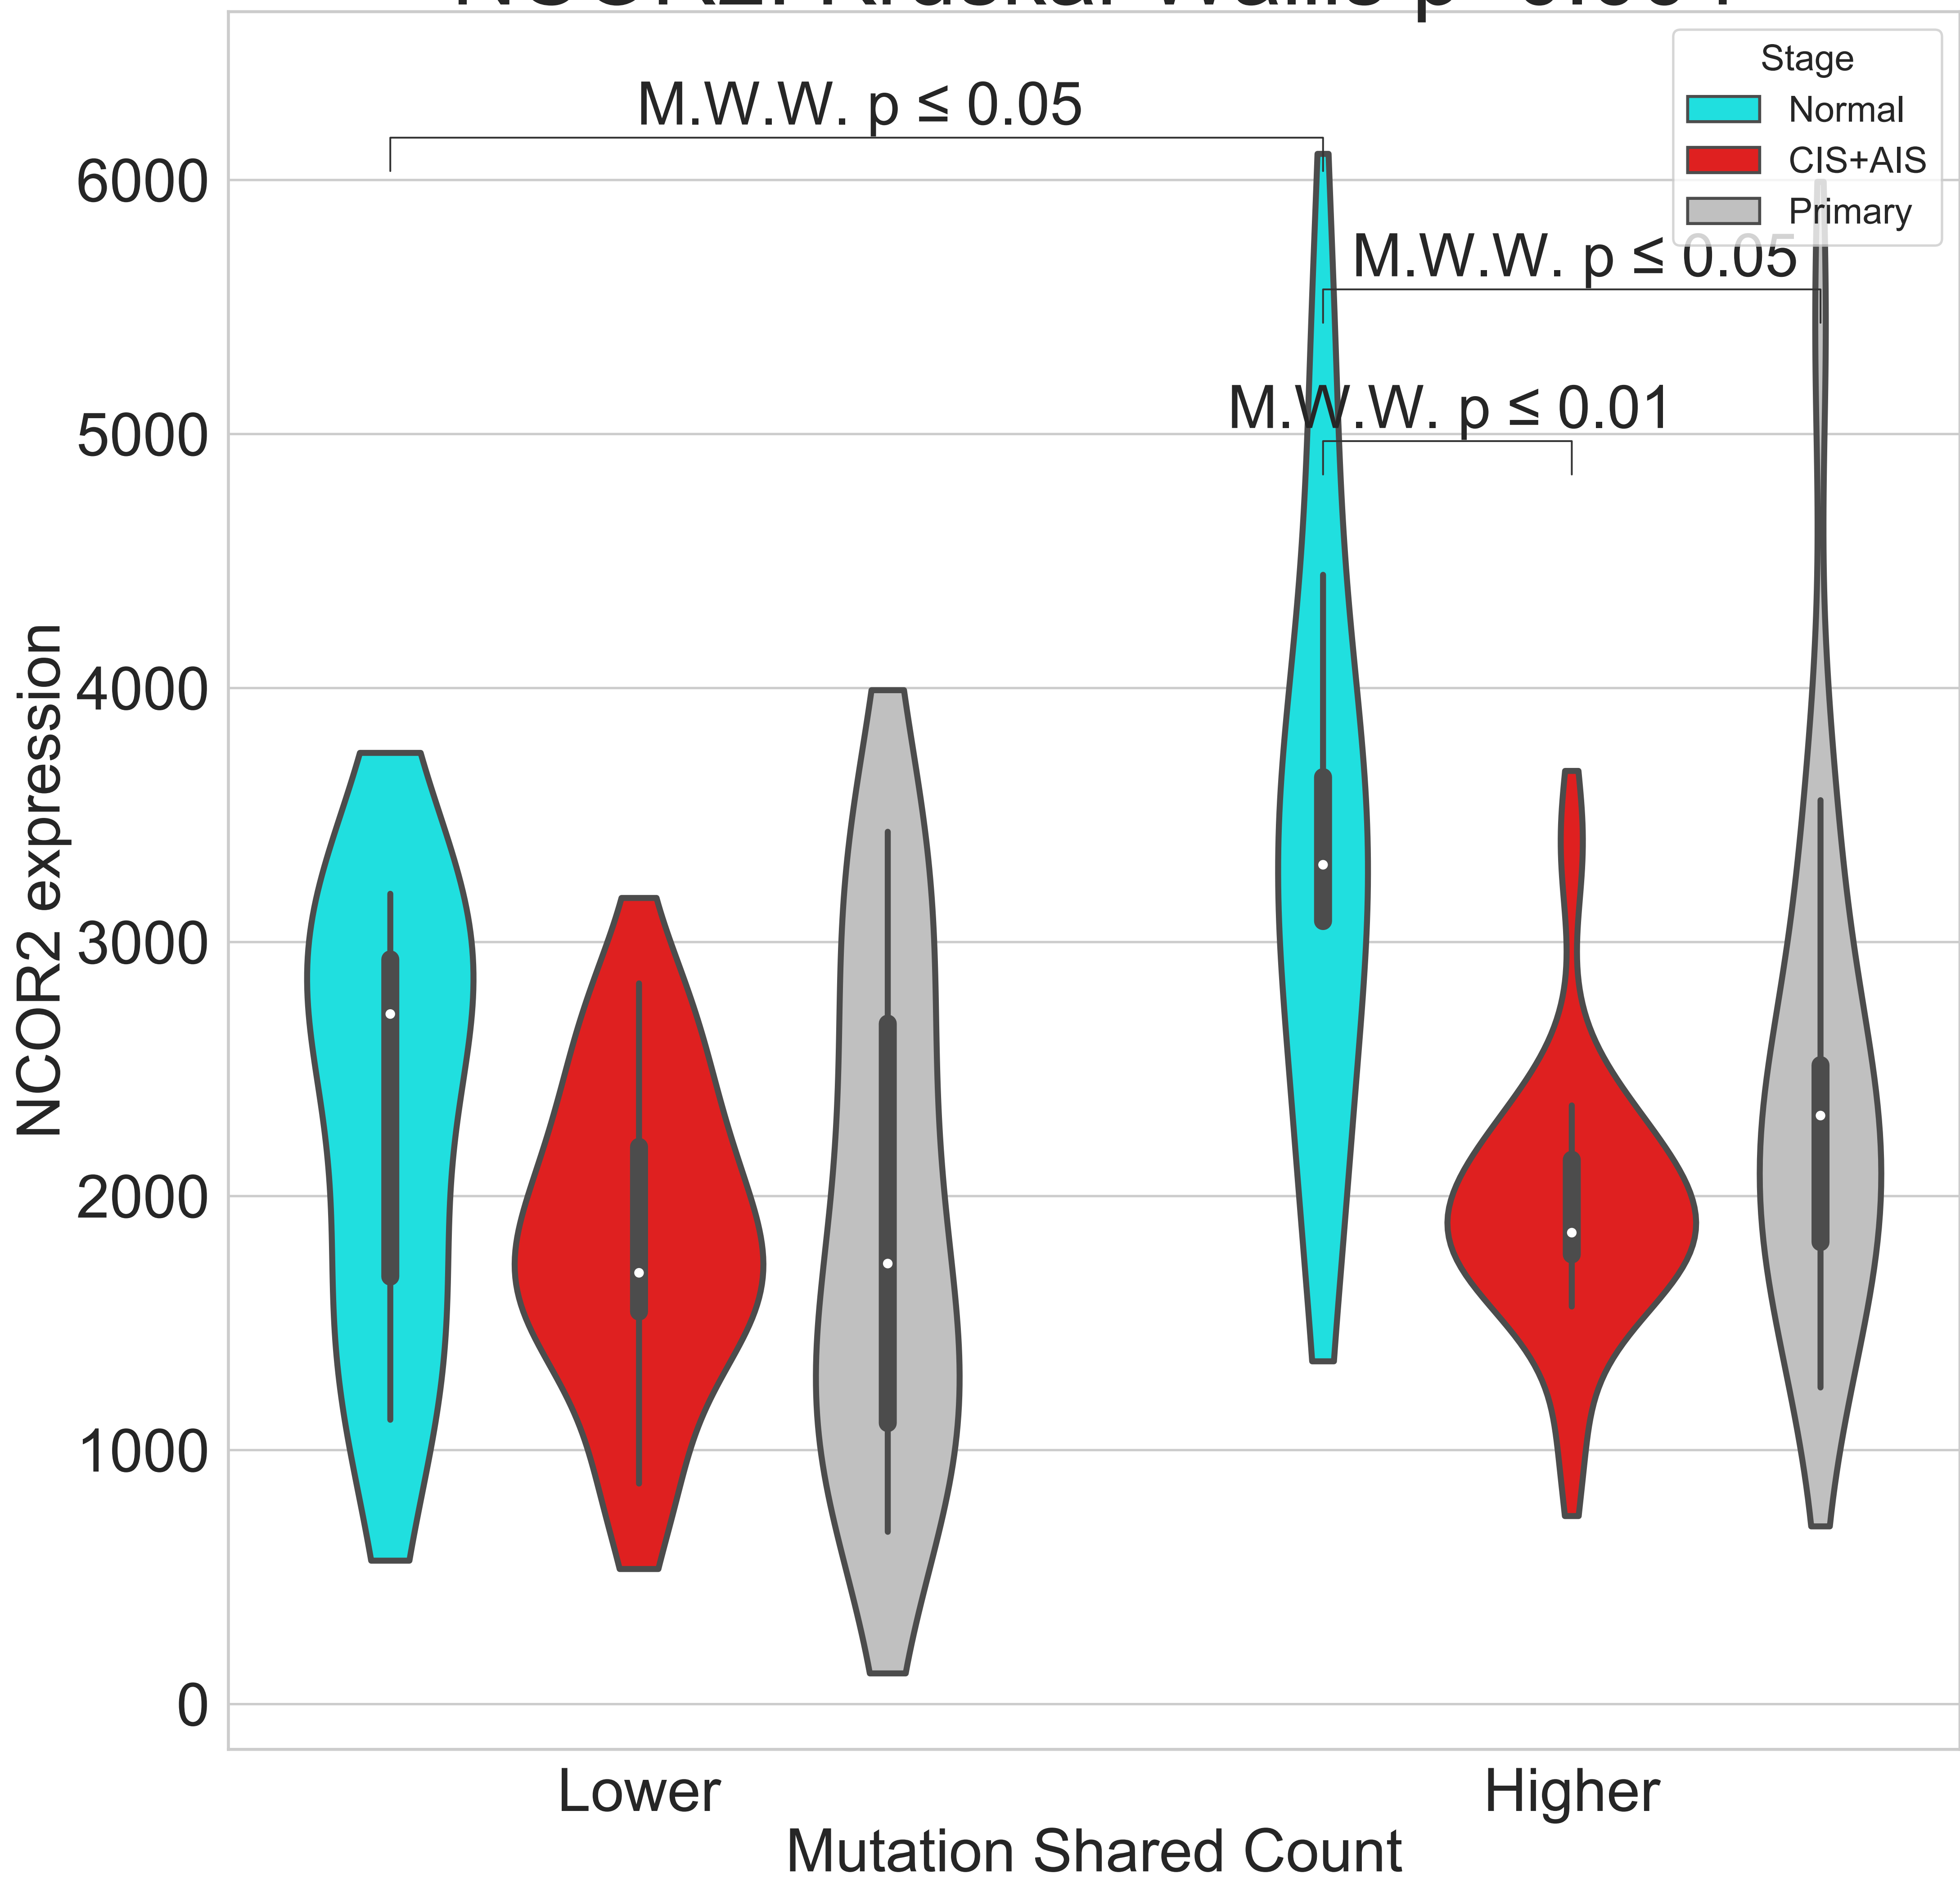 M.W.W. p ≤ 0.05
Stage
Normal
CIS+AIS
Primary
M.W.W. p ≤ 0.05
M.W.W. p ≤ 0.01
6000
5000
4000
3000
2000
1000
0
NCOR2 expression
Lower
Higher
Mutation Shared Count